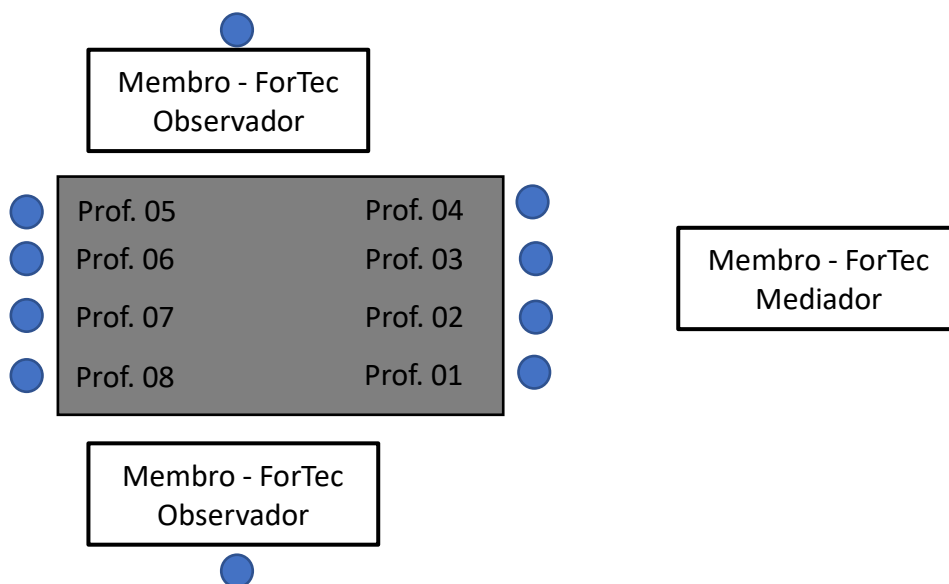 Membro - ForTec
Observador
Prof. 05
Prof. 04
Prof. 06
Prof. 03
Prof. 07
Prof. 02
Prof. 08
Prof. 01
Membro - ForTec
Mediador
Membro - ForTec
Observador